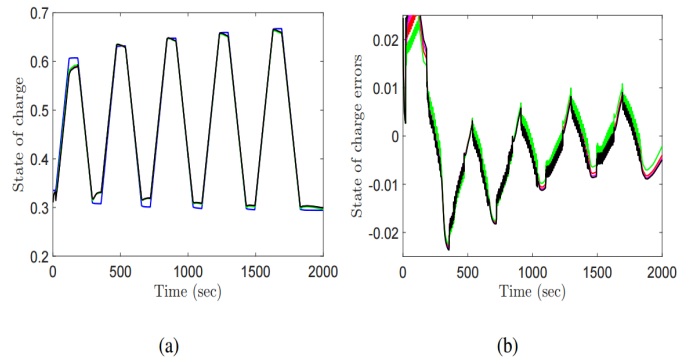 0.7
0.6
0.5
0.4
0.3
0.2
State of charge
0 500 1000 1500 2000
Time (sec)
(a)
0.02
0.01
0
-0.01
-0.02
State of charge errors
0 500 1000 1500 2000
Time (sec)
(b)